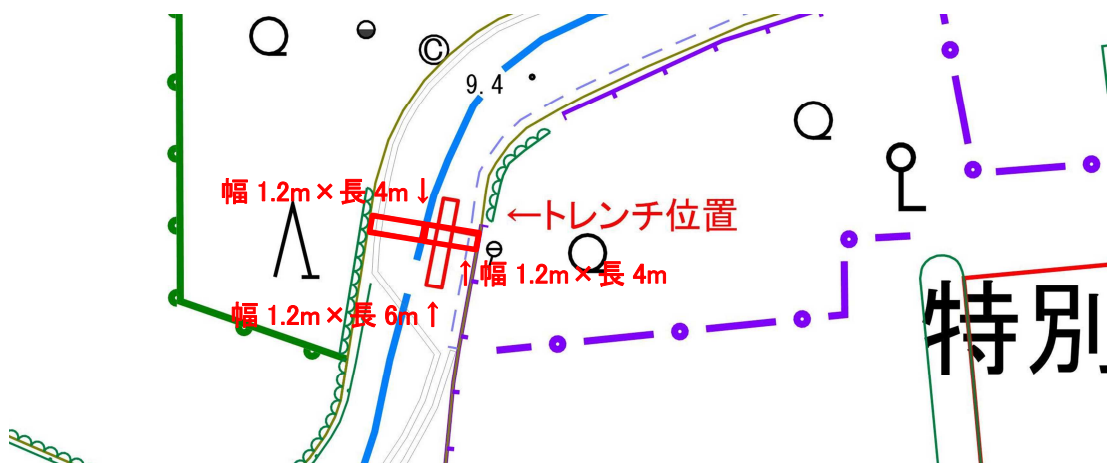 ©
9.4
幅 1.2m×長 4m↓
←トレンチ位置
↑幅 1.2m×長 4m
幅 1.2m×長 6m↑
特別